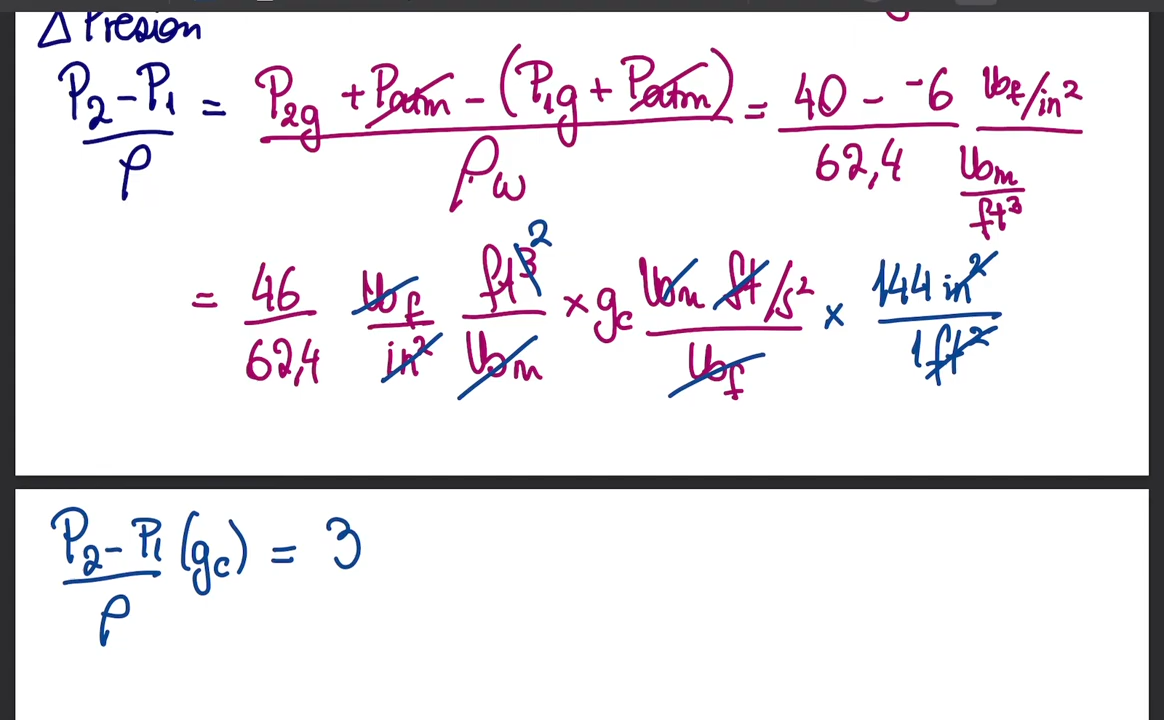 Δ Presion
P₂ - P₁ / ρ = P₂g + Patm - (P₁g + Patm) / ρw = 40 - -6 / 62,4 lbf/in² / lbm/ft³
= 46 / 62,4 lbf / in² ft³ 2 / lbm × gc lbm ft/s² / lbf × 144 in² / 1 ft²
P₂ - P₁ / ρ (gc) = 3